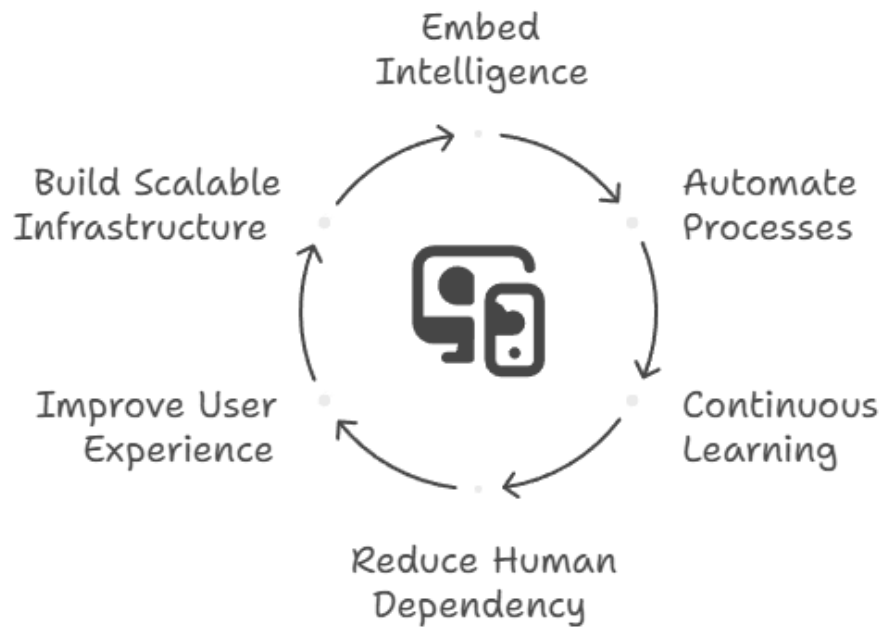 Embed
Intelligence
Automate
Processes
Continuous
Learning
Reduce Human
Dependency
Improve User
Experience
Build Scalable
Infrastructure